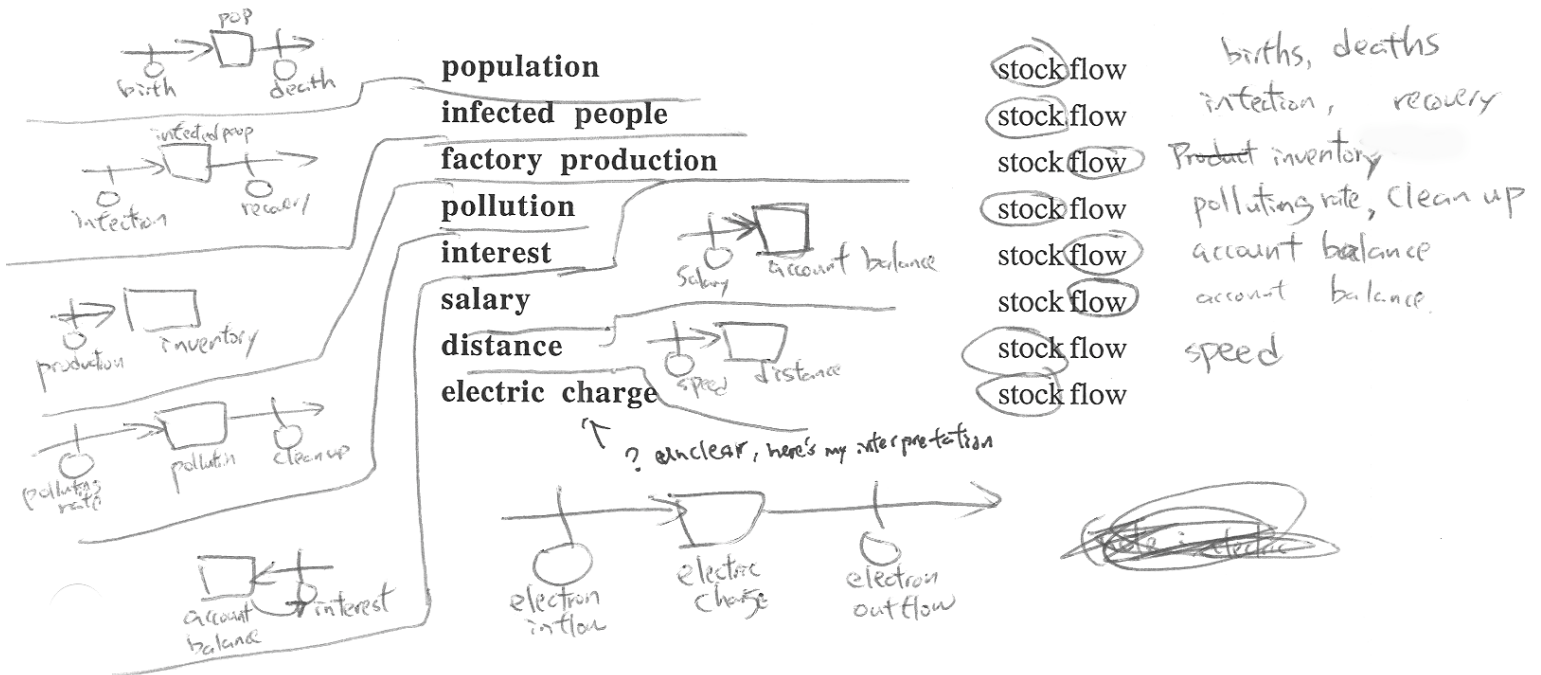 POP
birth
death
population
stock flow
births, deaths
infected people
stock flow
infection, recovery
infected peop
infection
recovery
factory production
stock flow
Product inventory
pollution
stock flow
polluting rate, clean up
interest
stock flow
account balance
salary
stock flow
account balance
salary
account balance
distance
stock flow
speed
speed
distance
electric charge
stock flow
production
inventory
? unclear, here's my interpretation
polluting
rate
pollutin
clean up
account
balance
interest
electron
inflow
electric
charge
electron
outflow